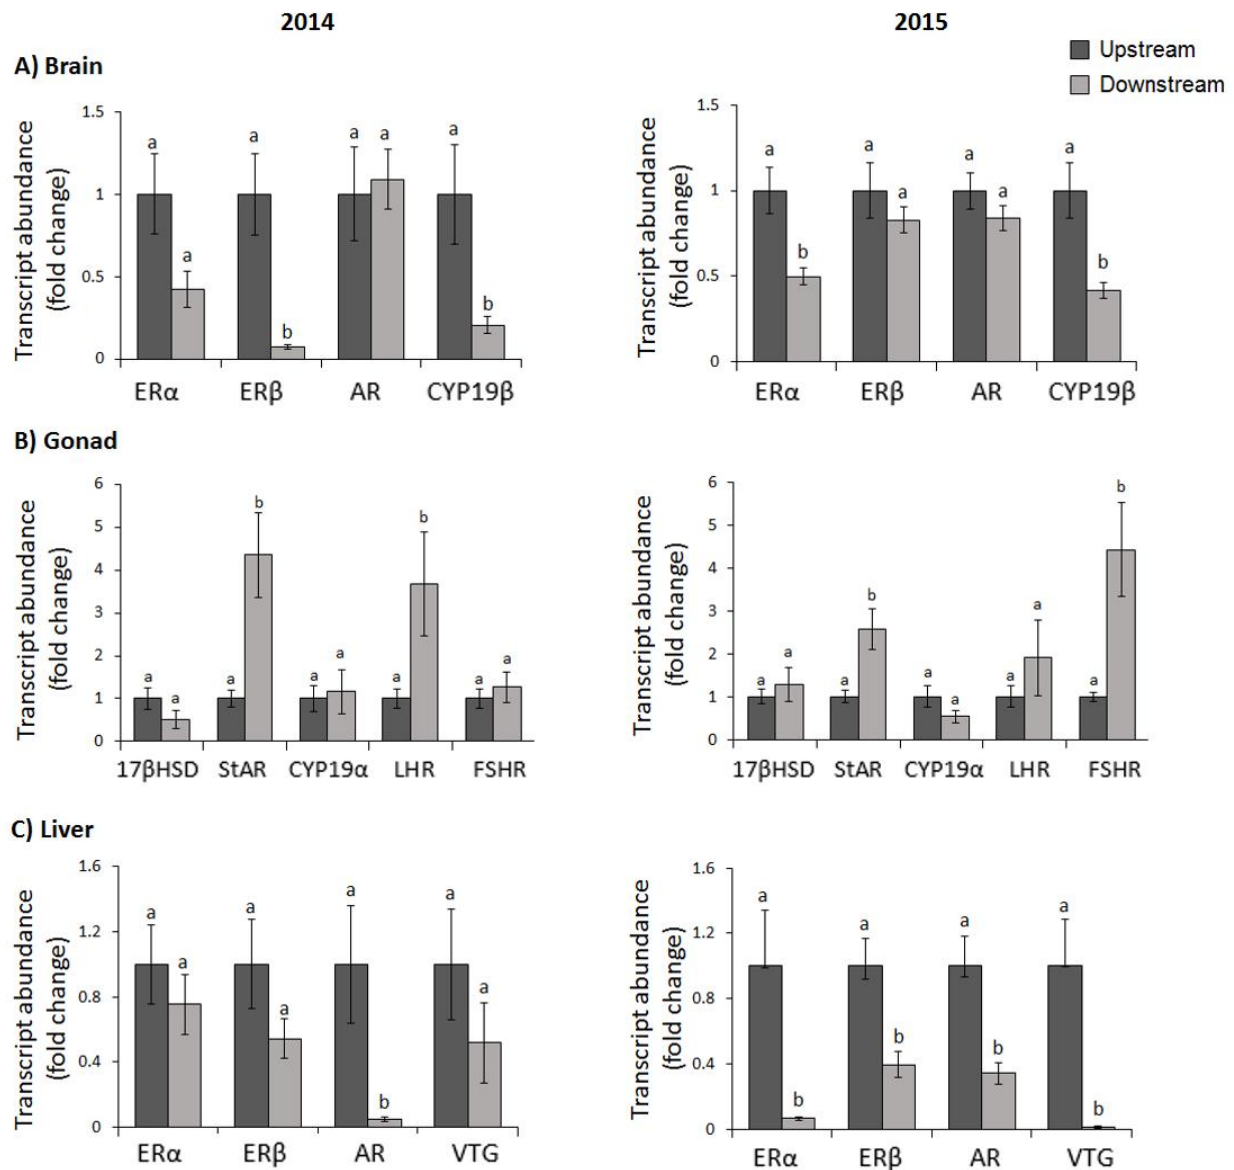 2014
2015
Upstream
Downstream
A) Brain
Transcript abundance
(fold change)
1.5
1
0.5
0
a
a
a
b
a
a
a
b
ERα
ERβ
AR
CYP19β
Transcript abundance
(fold change)
1.5
1
0.5
0
a
b
a
a
a
a
a
b
ERα
ERβ
AR
CYP19β
B) Gonad
Transcript abundance
(fold change)
6
5
4
3
2
1
0
a
a
a
b
a
a
a
b
a
a
17βHSD
StAR
CYP19α
LHR
FSHR
Transcript abundance
(fold change)
6
5
4
3
2
1
0
a
a
a
b
a
a
a
a
a
b
17βHSD
StAR
CYP19α
LHR
FSHR
C) Liver
Transcript abundance
(fold change)
1.6
1.2
0.8
0.4
0
a
a
a
a
a
b
a
a
ERα
ERβ
AR
VTG
Transcript abundance
(fold change)
1.6
1.2
0.8
0.4
0
a
b
a
b
a
b
a
b
ERα
ERβ
AR
VTG